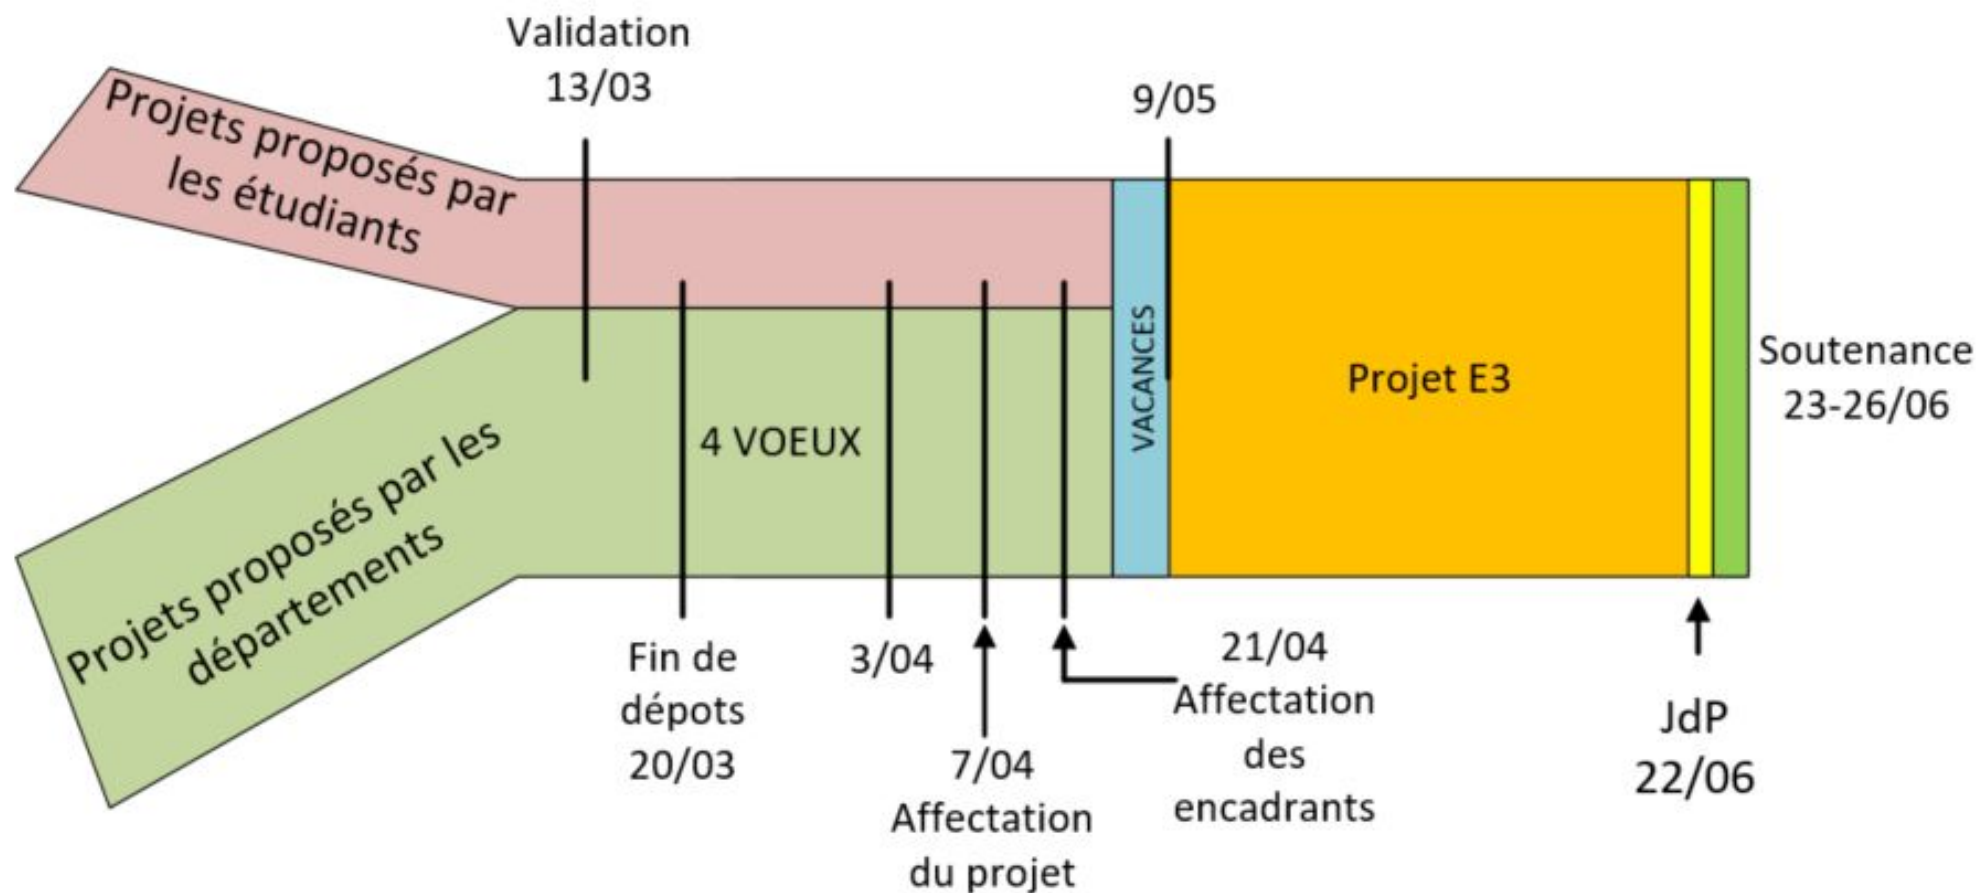 Validation
13/03
9/05
Projets proposés par
les étudiants
Projets proposés par les
départements
4 VOEUX
VACANCES
Projet E3
Soutenance
23-26/06
Fin de
dépots
20/03
3/04
7/04
Affectation
du projet
21/04
Affectation
des
encadrants
JdP
22/06